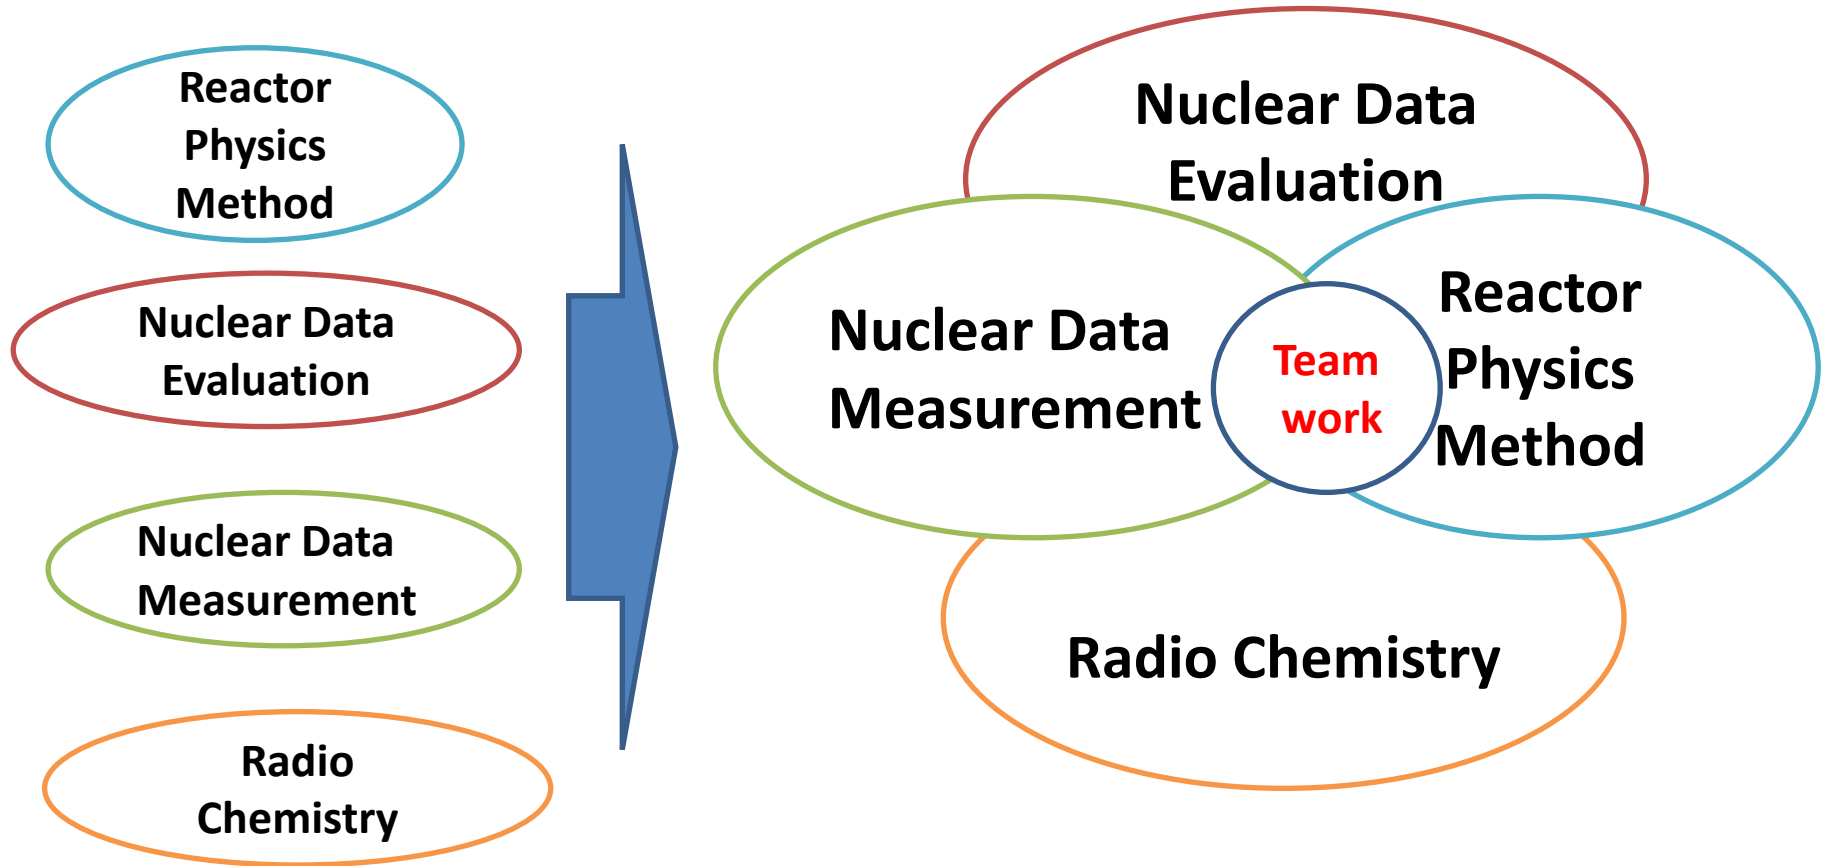 Reactor
Physics
Method
Nuclear Data
Evaluation
Nuclear Data
Measurement
Radio
Chemistry
Nuclear Data
Evaluation
Nuclear Data
Measurement
Team
work
Reactor
Physics
Method
Radio Chemistry